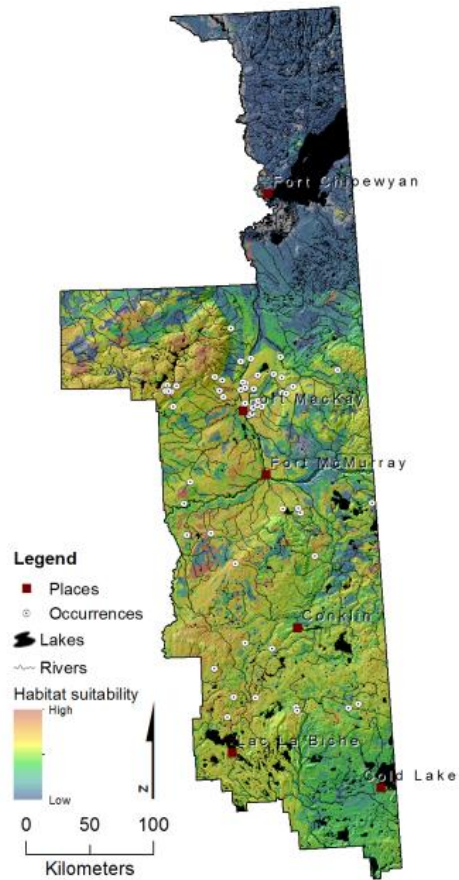 Fort Chipewyan
Fort MacKay
Fort McMurray
Conklin
Lac La Biche
Cold Lake
Legend
Places
Occurrences
Lakes
Rivers
Habitat suitability
High
Low
N
0 50 100
Kilometers